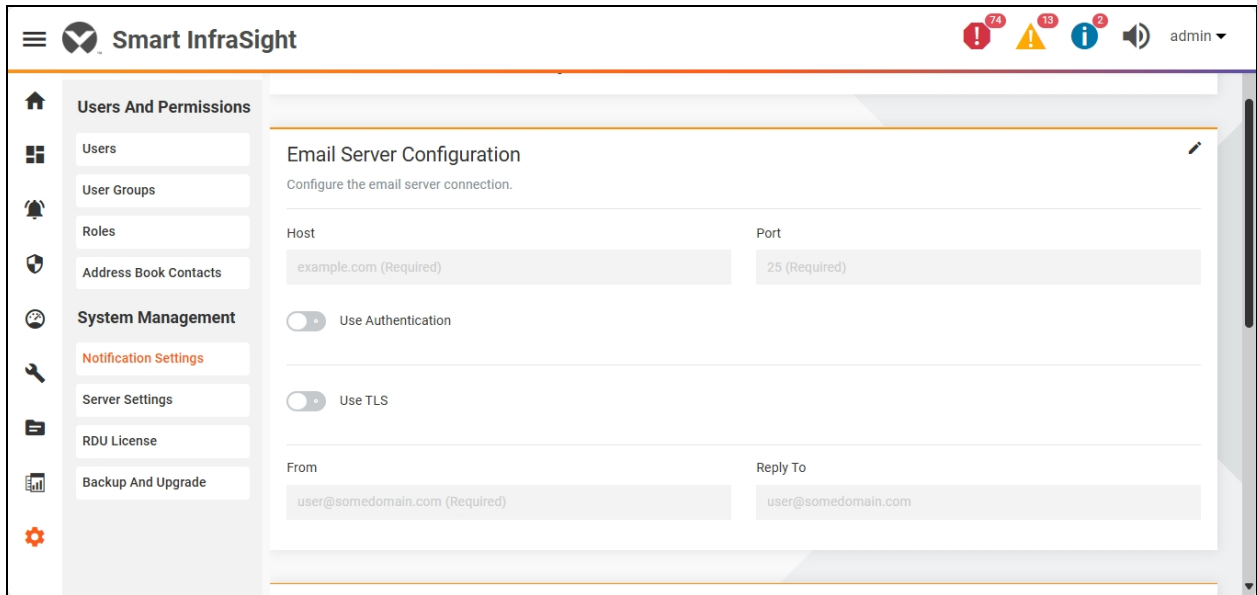 Smart InfraSight
74
13
2
admin
Users And Permissions
Users
User Groups
Roles
Address Book Contacts
System Management
Notification Settings
Server Settings
RDU License
Backup And Upgrade
Email Server Configuration
Configure the email server connection.
Host
Port
example.com (Required)
25 (Required)
Use Authentication
Use TLS
From
Reply To
user@somedomain.com (Required)
user@somedomain.com